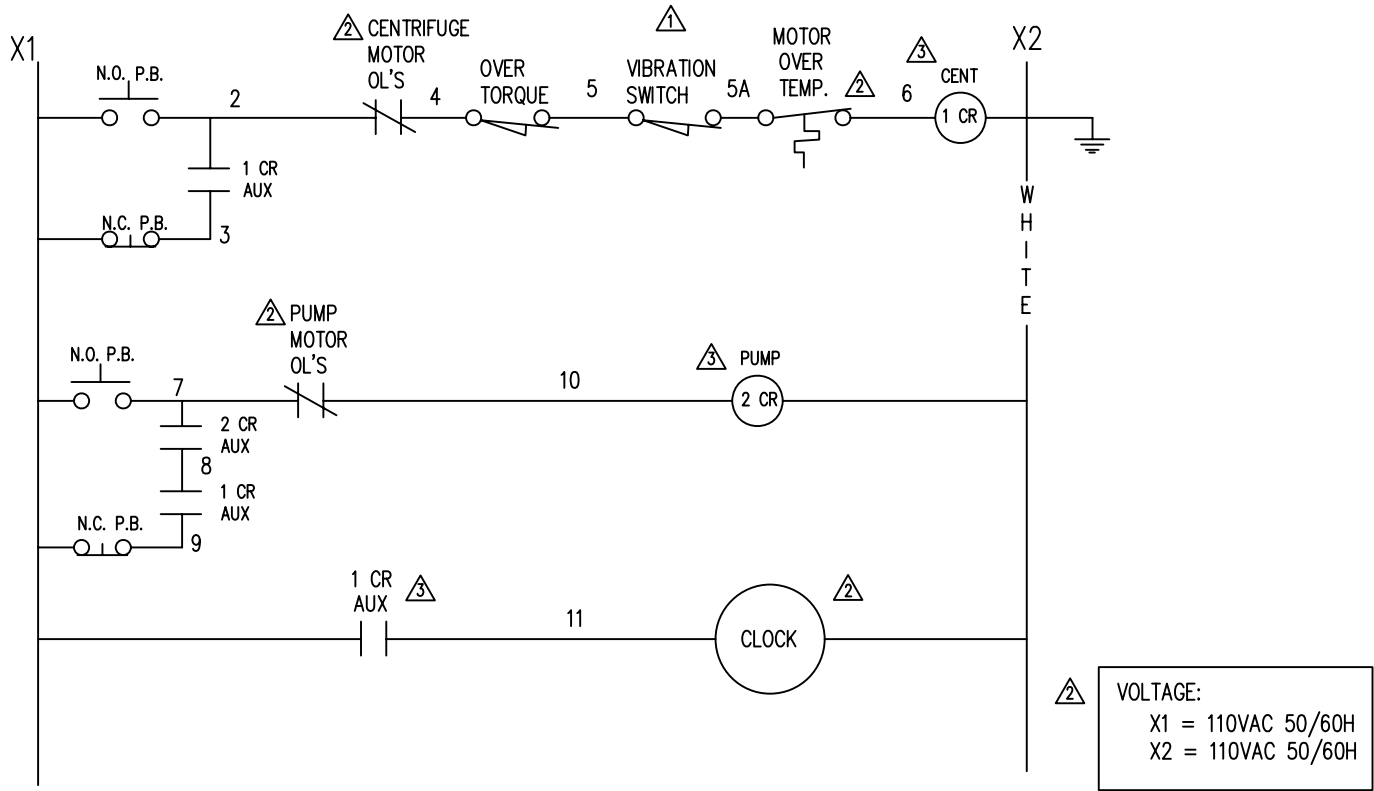 X1
N.O. P.B.
2
2 CENTRIFUGE
MOTOR
OL'S
4
OVER
TORQUE
5
1
VIBRATION
SWITCH
5A
MOTOR
OVER
TEMP.
2
6
3
CENT
1 CR
X2
1 CR
AUX
N.C. P.B.
3
W
H
I
T
E
2 PUMP
MOTOR
OL'S
N.O. P.B.
7
10
3 PUMP
2 CR
2 CR
AUX
8
1 CR
AUX
N.C. P.B.
9
1 CR
AUX
3
11
CLOCK
2
2
VOLTAGE:
X1 = 110VAC 50/60H
X2 = 110VAC 50/60H